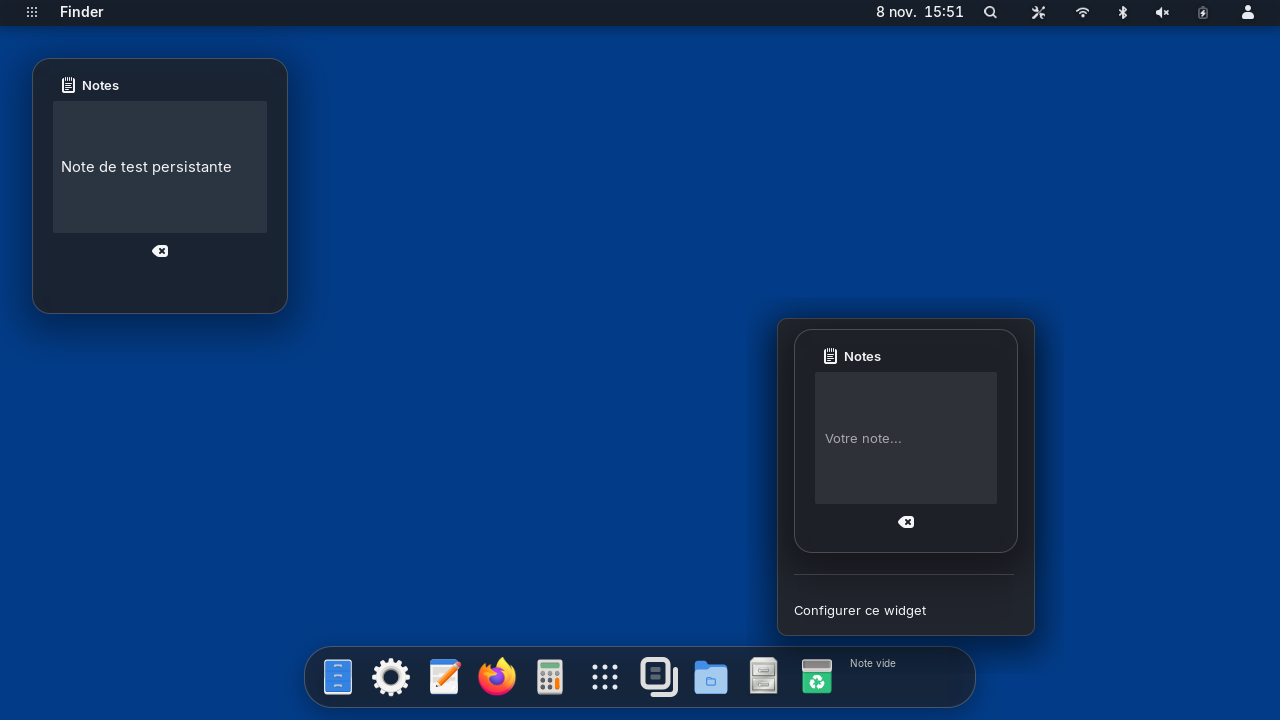 Finder
8 nov. 15:51
Notes
Note de test persistante
Notes
Votre note...
Configurer ce widget
Note vide